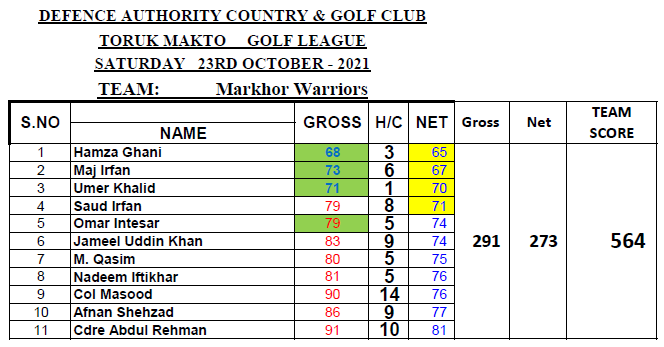 DEFENCE AUTHORITY COUNTRY & GOLF CLUB
TORUK MAKTO GOLF LEAGUE
SATURDAY 23RD OCTOBER - 2021
TEAM: Markhor Warriors
S.NO NAME GROSS H/C NET Gross Net TEAM SCORE
1 Hamza Ghani 68 3 65
2 Maj Irfan 73 6 67
3 Umer Khalid 71 1 70
4 Saud Irfan 79 8 71
5 Omar Intesar 79 5 74
6 Jameel Uddin Khan 83 9 74 291 273 564
7 M. Qasim 80 5 75
8 Nadeem Iftikhar 81 5 76
9 Col Masood 90 14 76
10 Afnan Shehzad 86 9 77
11 Cdre Abdul Rehman 91 10 81